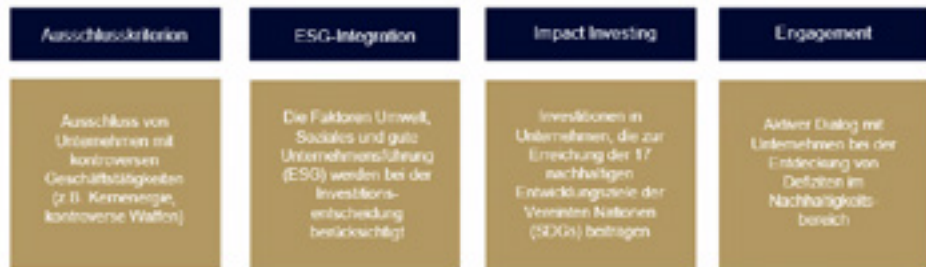 Ausschlusskriterien
ESG-Integration
Impact Investing
Engagement
Ausschluss von
Unternehmen mit
kontroversen
Geschäftstätigkeiten
(z.B. Kernenergie,
kontroverse Waffen)
Die Faktoren Umwelt,
Soziales und gute
Unternehmensführung
(ESG) werden bei der
Investitions-
entscheidung
berücksichtigt
Investitionen in
Unternehmen, die zur
Erreichung der 17
nachhaltigen
Entwicklungsziele der
Vereinten Nationen
(SDGs) beitragen
Aktiver Dialog mit
Unternehmen bei der
Entdeckung von
Defiziten im
Nachhaltigkeits-
bereich